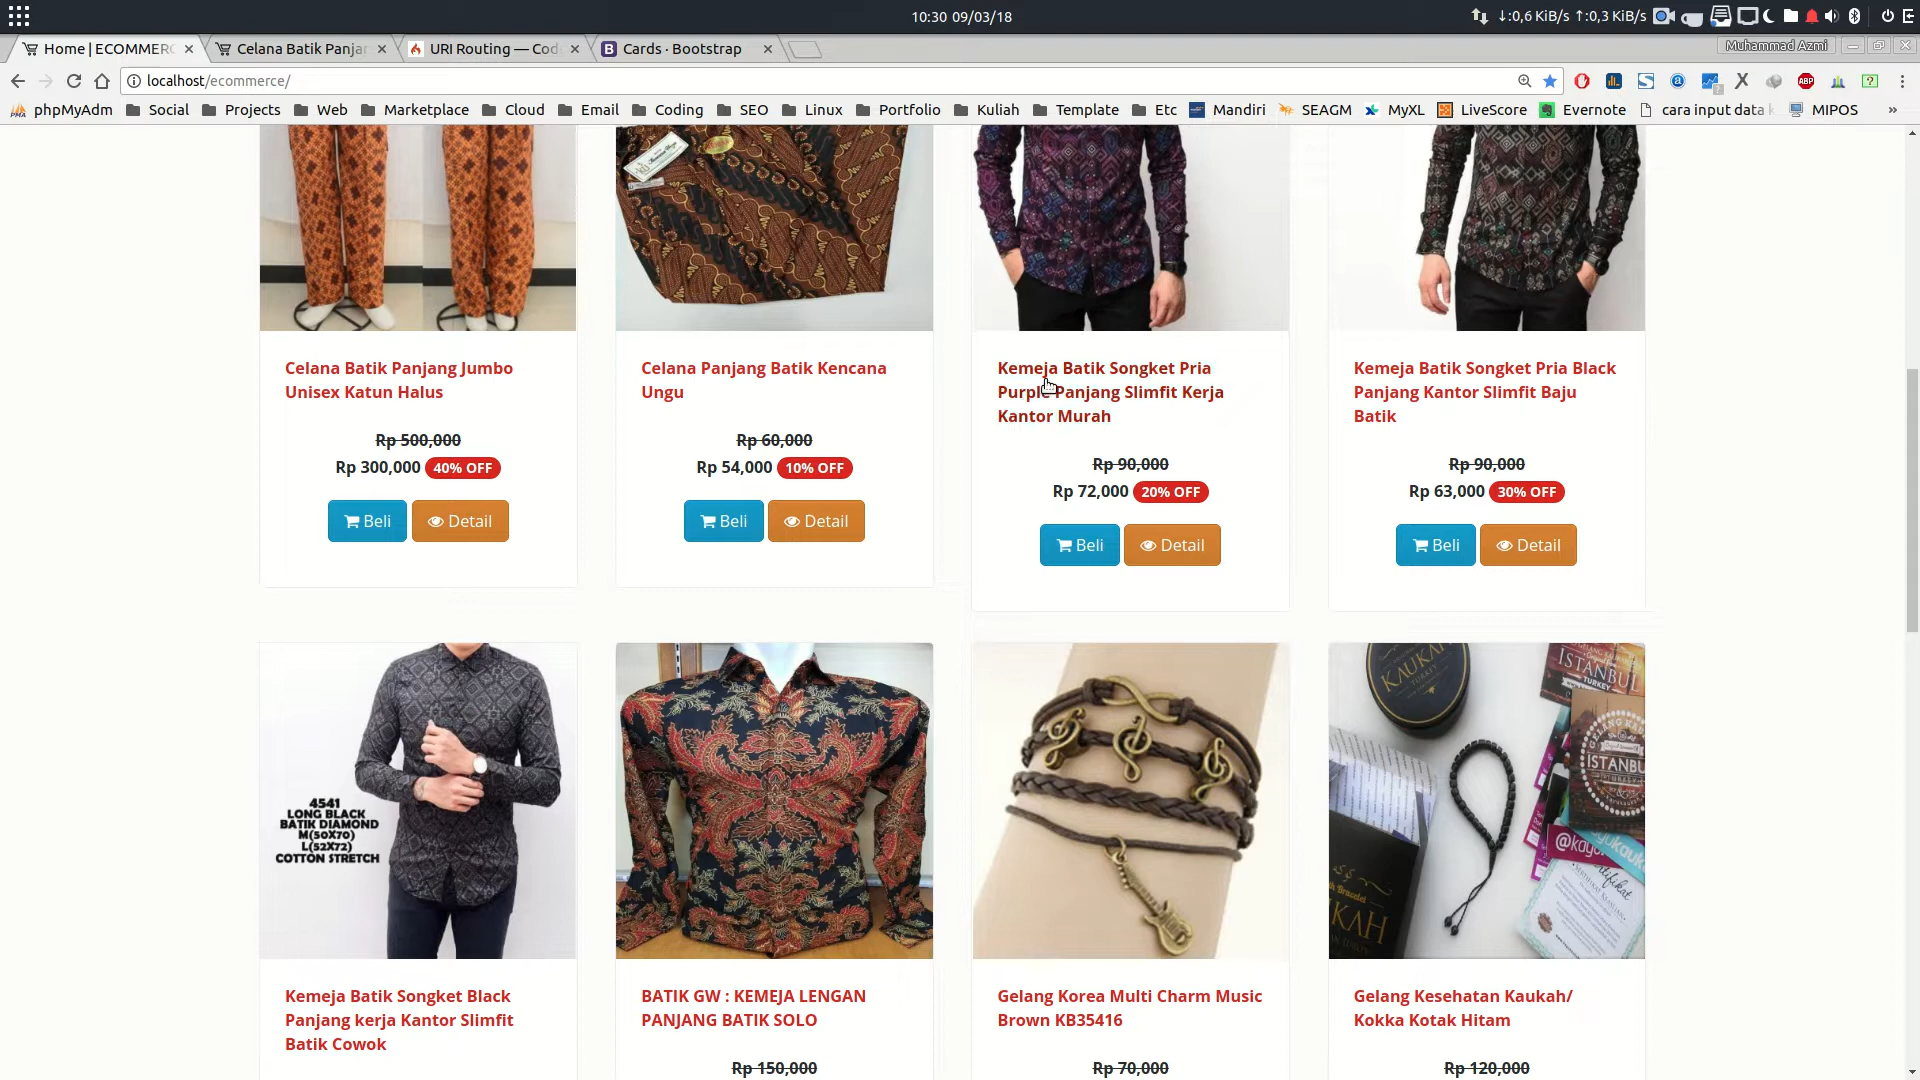 10:30 09/03/18
↓:0,6 KiB/s ↑:0,3 KiB/s
Home | ECOMMERC
Celana Batik Panjan
URI Routing — Cod
Cards · Bootstrap
Muhammad Azmi
localhost/ecommerce/
phpMyAdm
Social
Projects
Web
Marketplace
Cloud
Email
Coding
SEO
Linux
Portfolio
Kuliah
Template
Etc
Mandiri
SEAGM
MyXL
LiveScore
Evernote
cara input data
MIPOS
»
Celana Batik Panjang Jumbo
Unisex Katun Halus
Rp 500,000
Rp 300,000 40% OFF
Beli Detail
Celana Panjang Batik Kencana
Ungu
Rp 60,000
Rp 54,000 10% OFF
Beli Detail
Kemeja Batik Songket Pria
Purple Panjang Slimfit Kerja
Kantor Murah
Rp 90,000
Rp 72,000 20% OFF
Beli Detail
Kemeja Batik Songket Pria Black
Panjang Kantor Slimfit Baju
Batik
Rp 90,000
Rp 63,000 30% OFF
Beli Detail
4541
LONG BLACK
BATIK DIAMOND
M(50X70)
L(52X72)
COTTON STRETCH
KAUKAH
ISTANBUL
TURKEY
GELANG
ISTANBUL
@kayukauk
Bracelet
UKAH
Kemeja Batik Songket Black
Panjang kerja Kantor Slimfit
Batik Cowok
BATIK GW : KEMEJA LENGAN
PANJANG BATIK SOLO
Rp 150,000
Gelang Korea Multi Charm Music
Brown KB35416
Rp 70,000
Gelang Kesehatan Kaukah/
Kokka Kotak Hitam
Rp 120,000